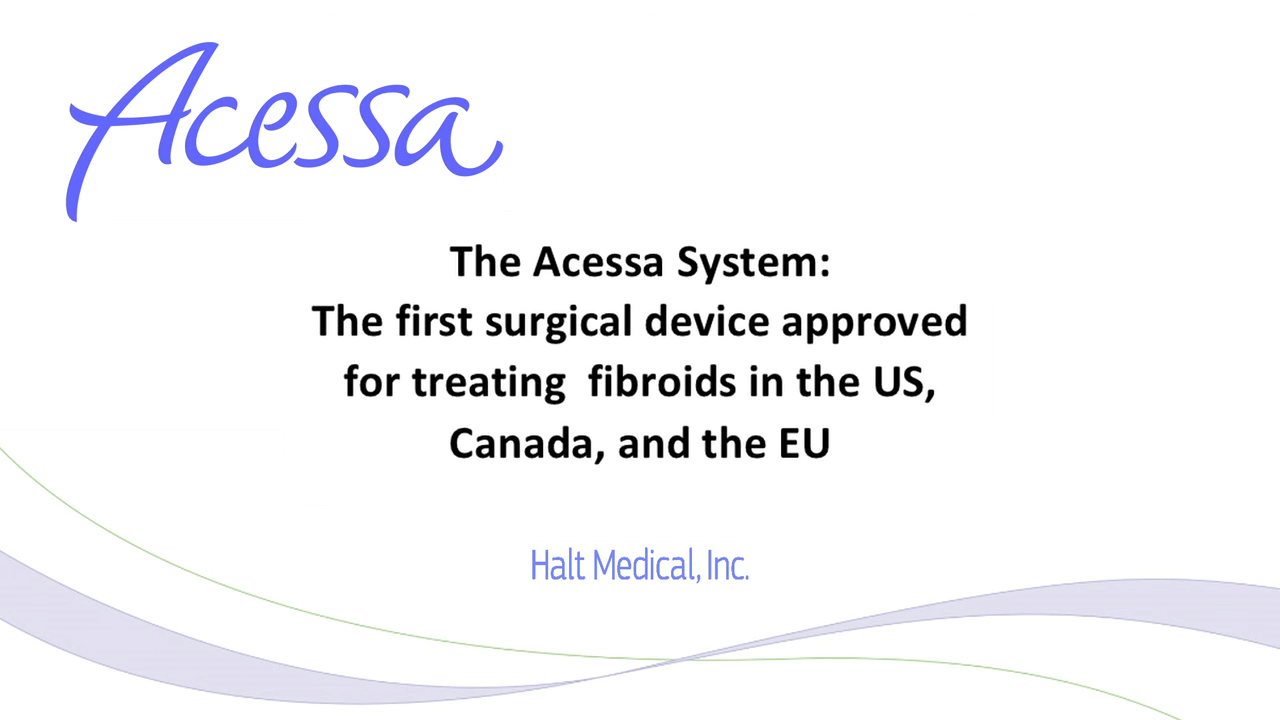 Acessa
The Acessa System:
The first surgical device approved
for treating  fibroids in the US,
Canada, and the EU
Halt Medical, Inc.